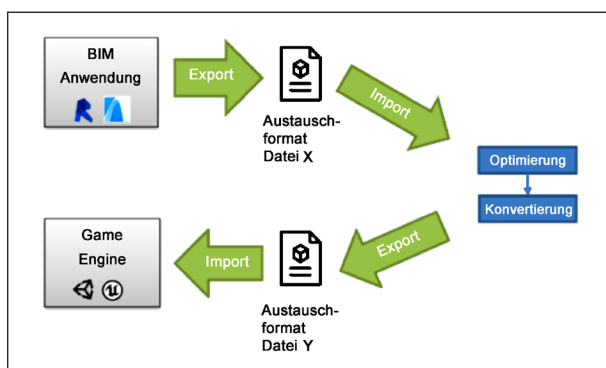 BIM
Anwendung
Export
Austausch-
format
Datei X
Import
Optimierung
Konvertierung
Export
Austausch-
format
Datei Y
Import
Game
Engine